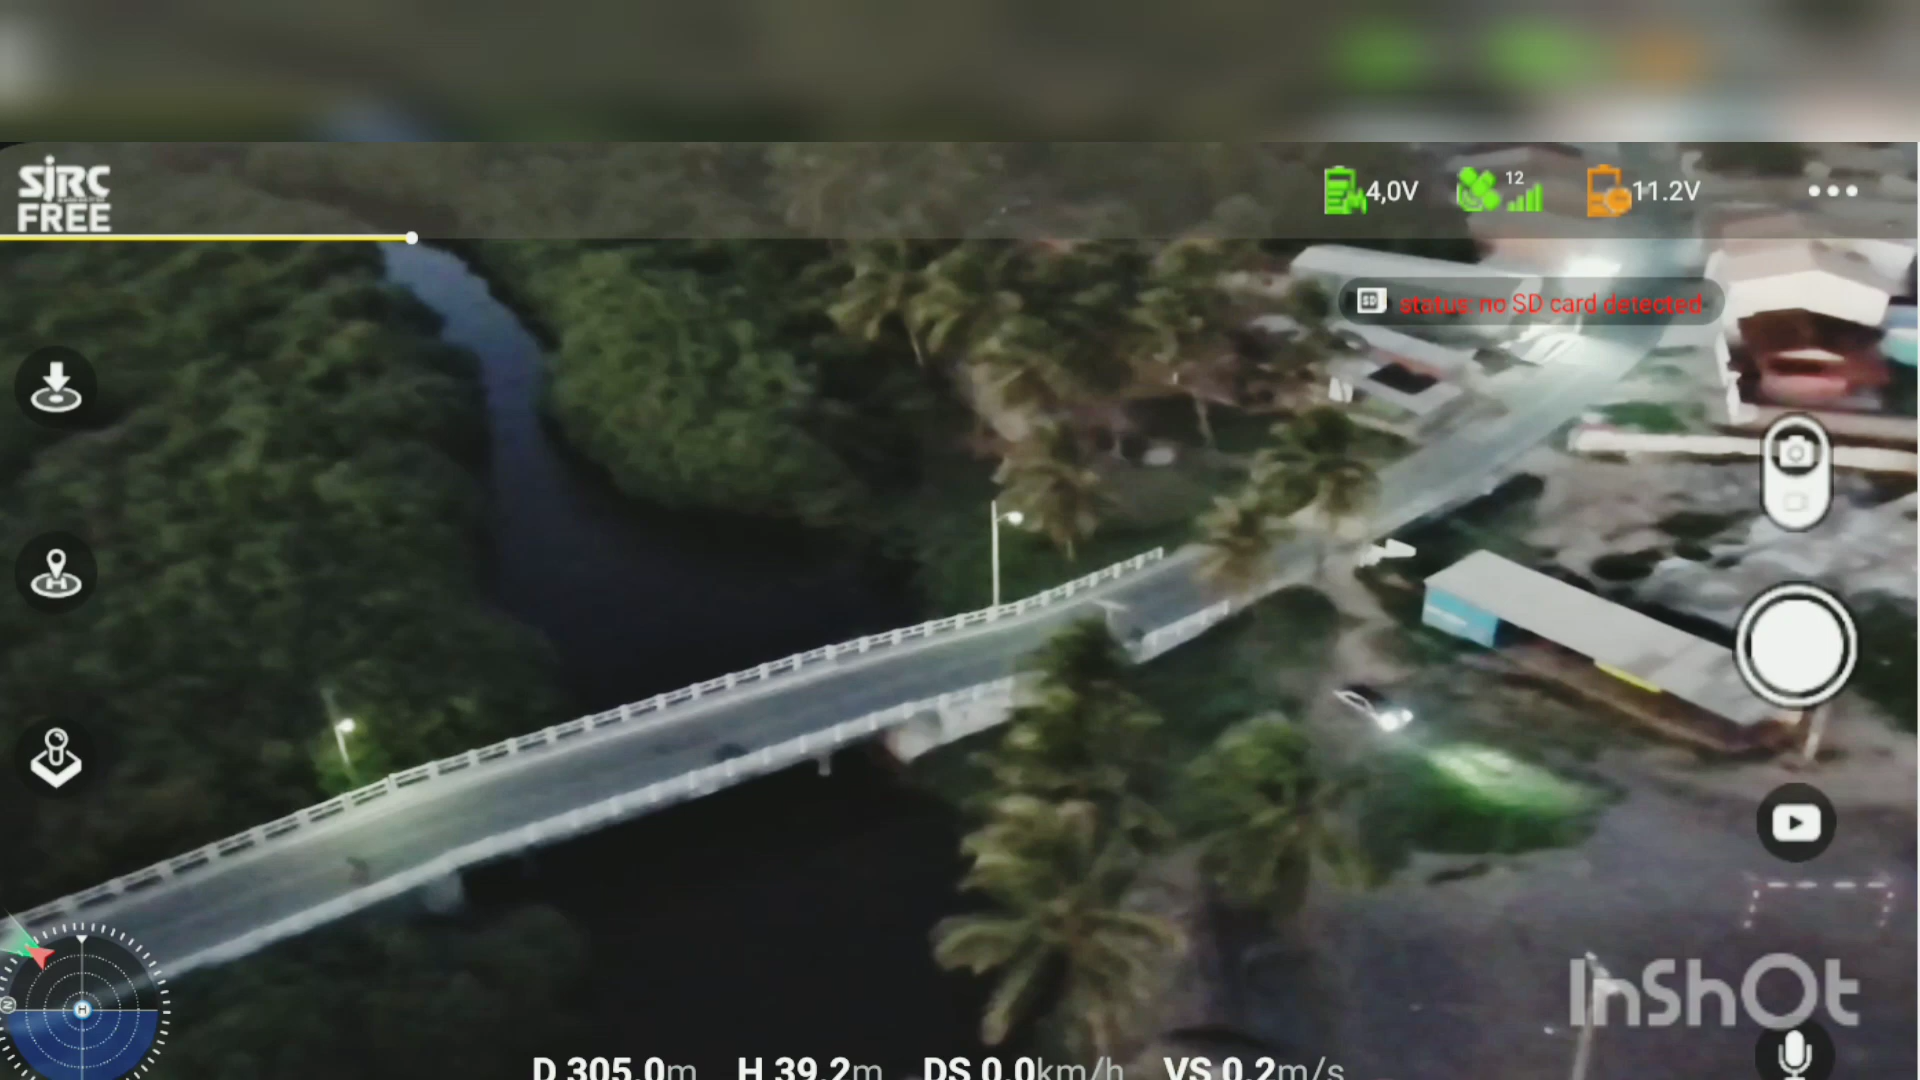 SJRC
FREE
4,0V
12
11.2V
SD
status: no SD card detected
N
H
InShOt
D 305.0m H 39.2m DS 0.0km/h VS 0.2m/s